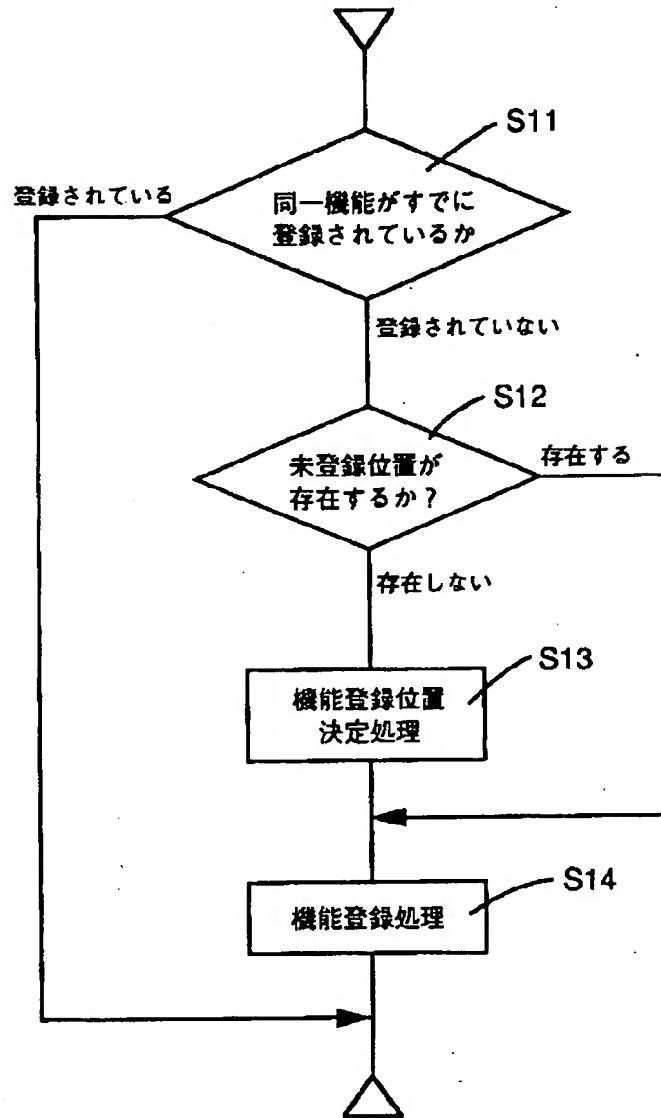 S11
登録されている
同一機能がすでに
登録されているか
登録されていない
S12
未登録位置が
存在するか?
存在する
存在しない
S13
機能登録位置
決定処理
S14
機能登録処理